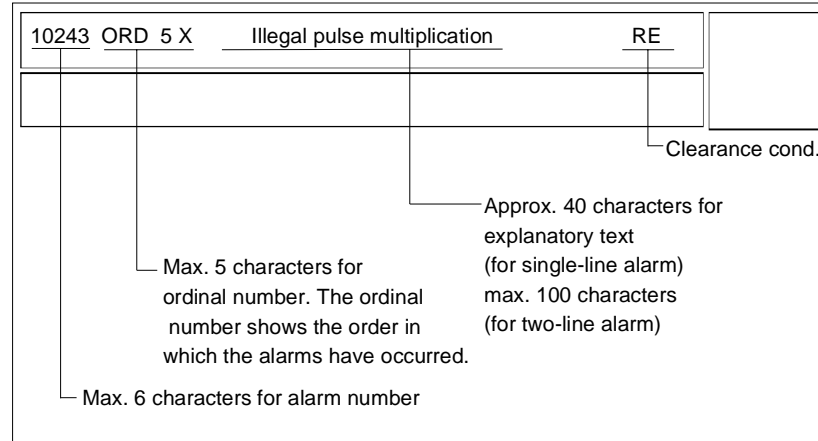 10243 ORD 5 X Illegal pulse multiplication RE
Clearance cond.
Approx. 40 characters for
explanatory text
(for single-line alarm)
max. 100 characters
(for two-line alarm)
Max. 5 characters for
ordinal number. The ordinal
number shows the order in
which the alarms have occurred.
Max. 6 characters for alarm number